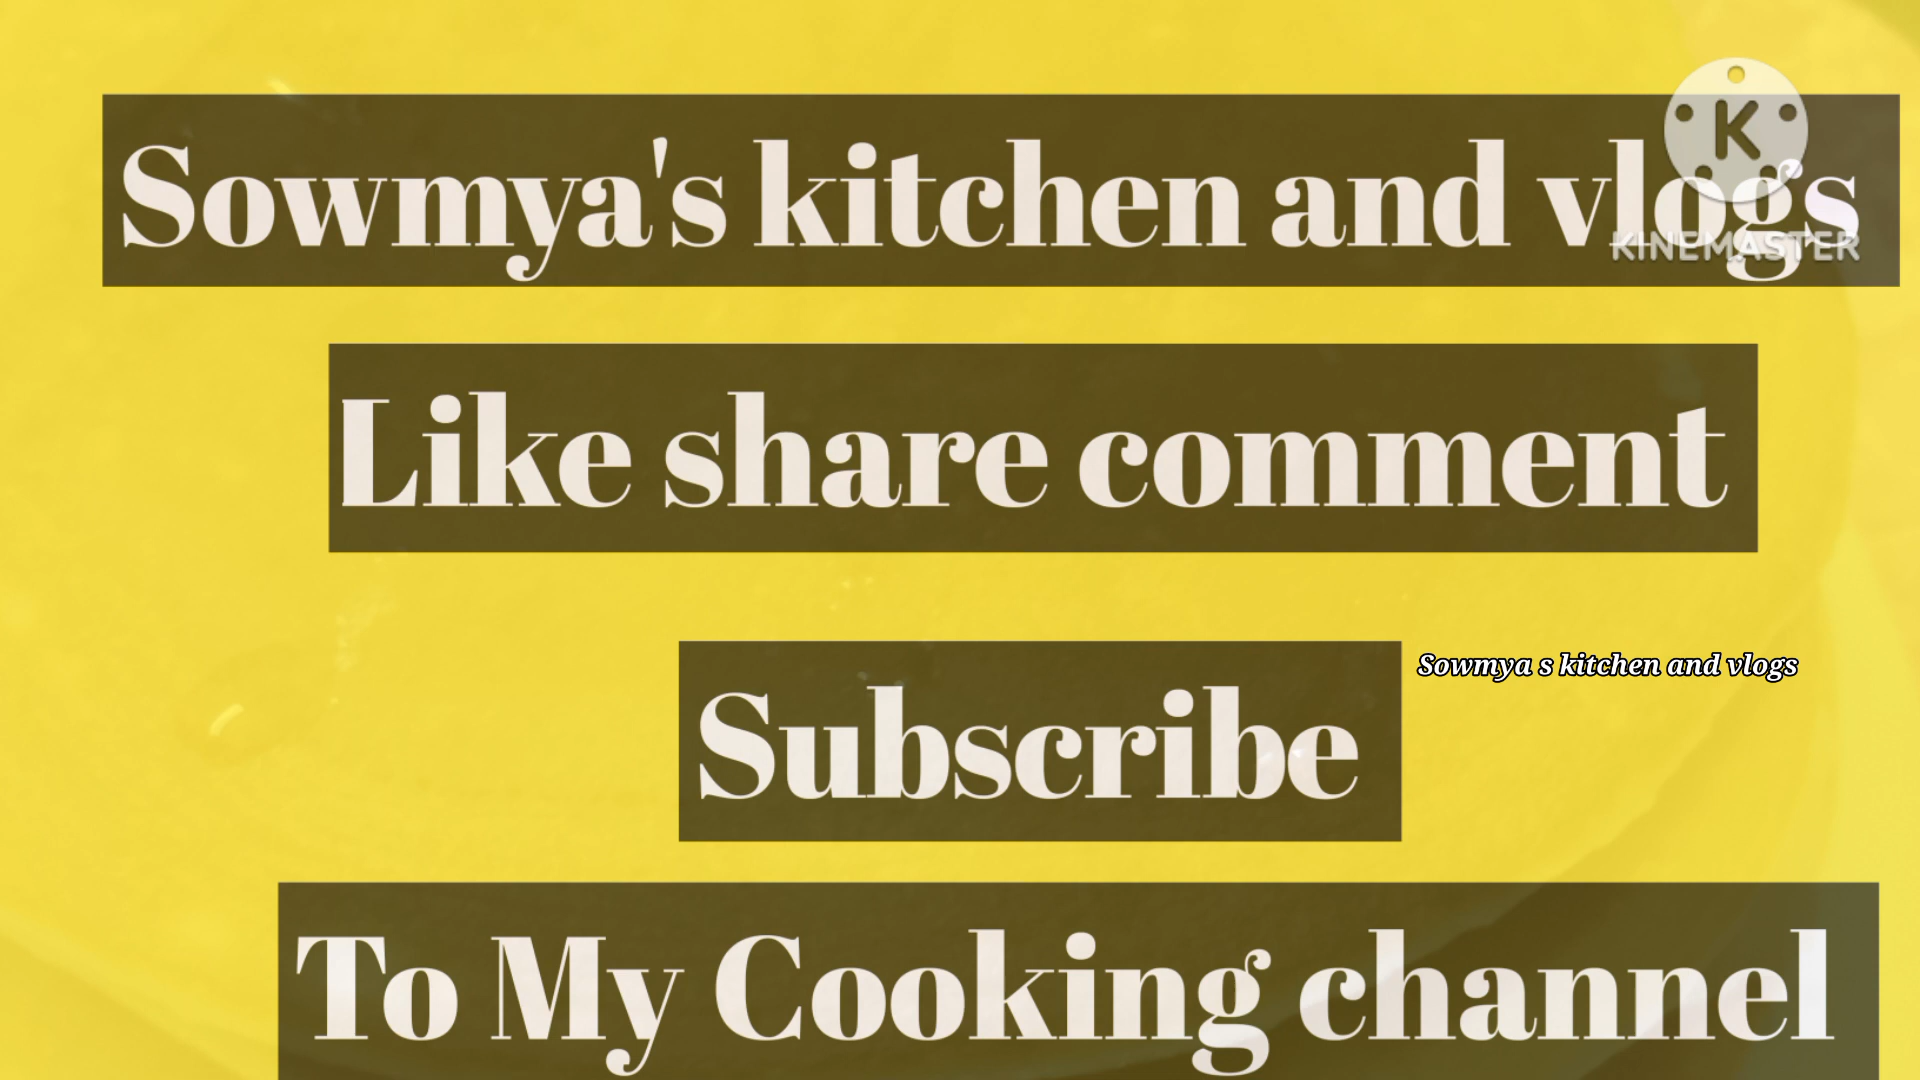 Sowmya's kitchen and vlogs
K
KINEMASTER
Like share comment
Subscribe
Sowmya s kitchen and vlogs
To My Cooking channel